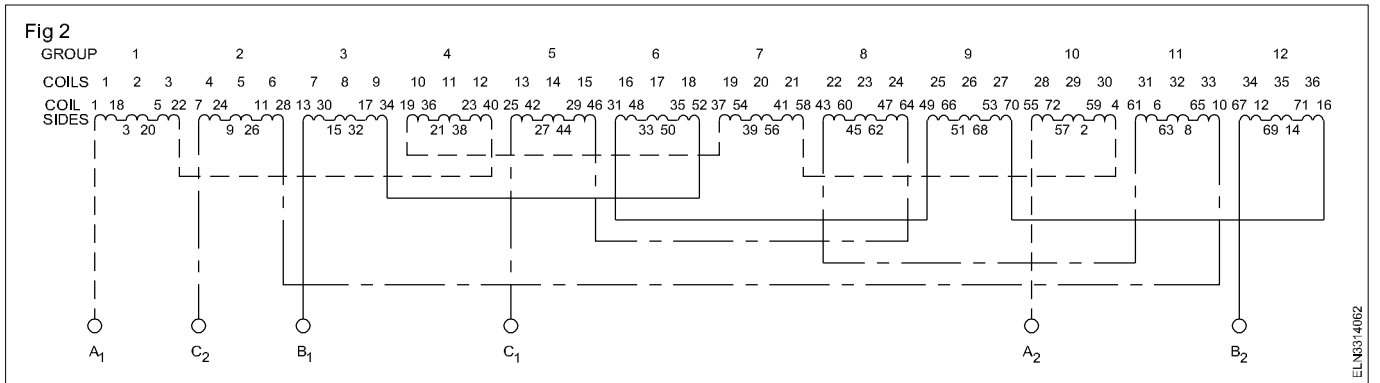 Fig 2
GROUP 1 2 3 4 5 6 7 8 9 10 11 12
COILS 1 2 3 4 5 6 7 8 9 10 11 12 13 14 15 16 17 18 19 20 21 22 23 24 25 26 27 28 29 30 31 32 33 34 35 36
COIL 1 18 5 22 7 24 11 28 13 30 17 34 19 36 23 40 25 42 29 46 31 48 35 52 37 54 41 58 43 60 47 64 49 66 53 70 55 72 59 4 61 6 65 10 67 12 71 16
SIDES 3 20 9 26 15 32 21 38 27 44 33 50 39 56 45 62 51 68 57 2 63 8 69 14
A1 C2 B1 C1 A2 B2
ELN3314062